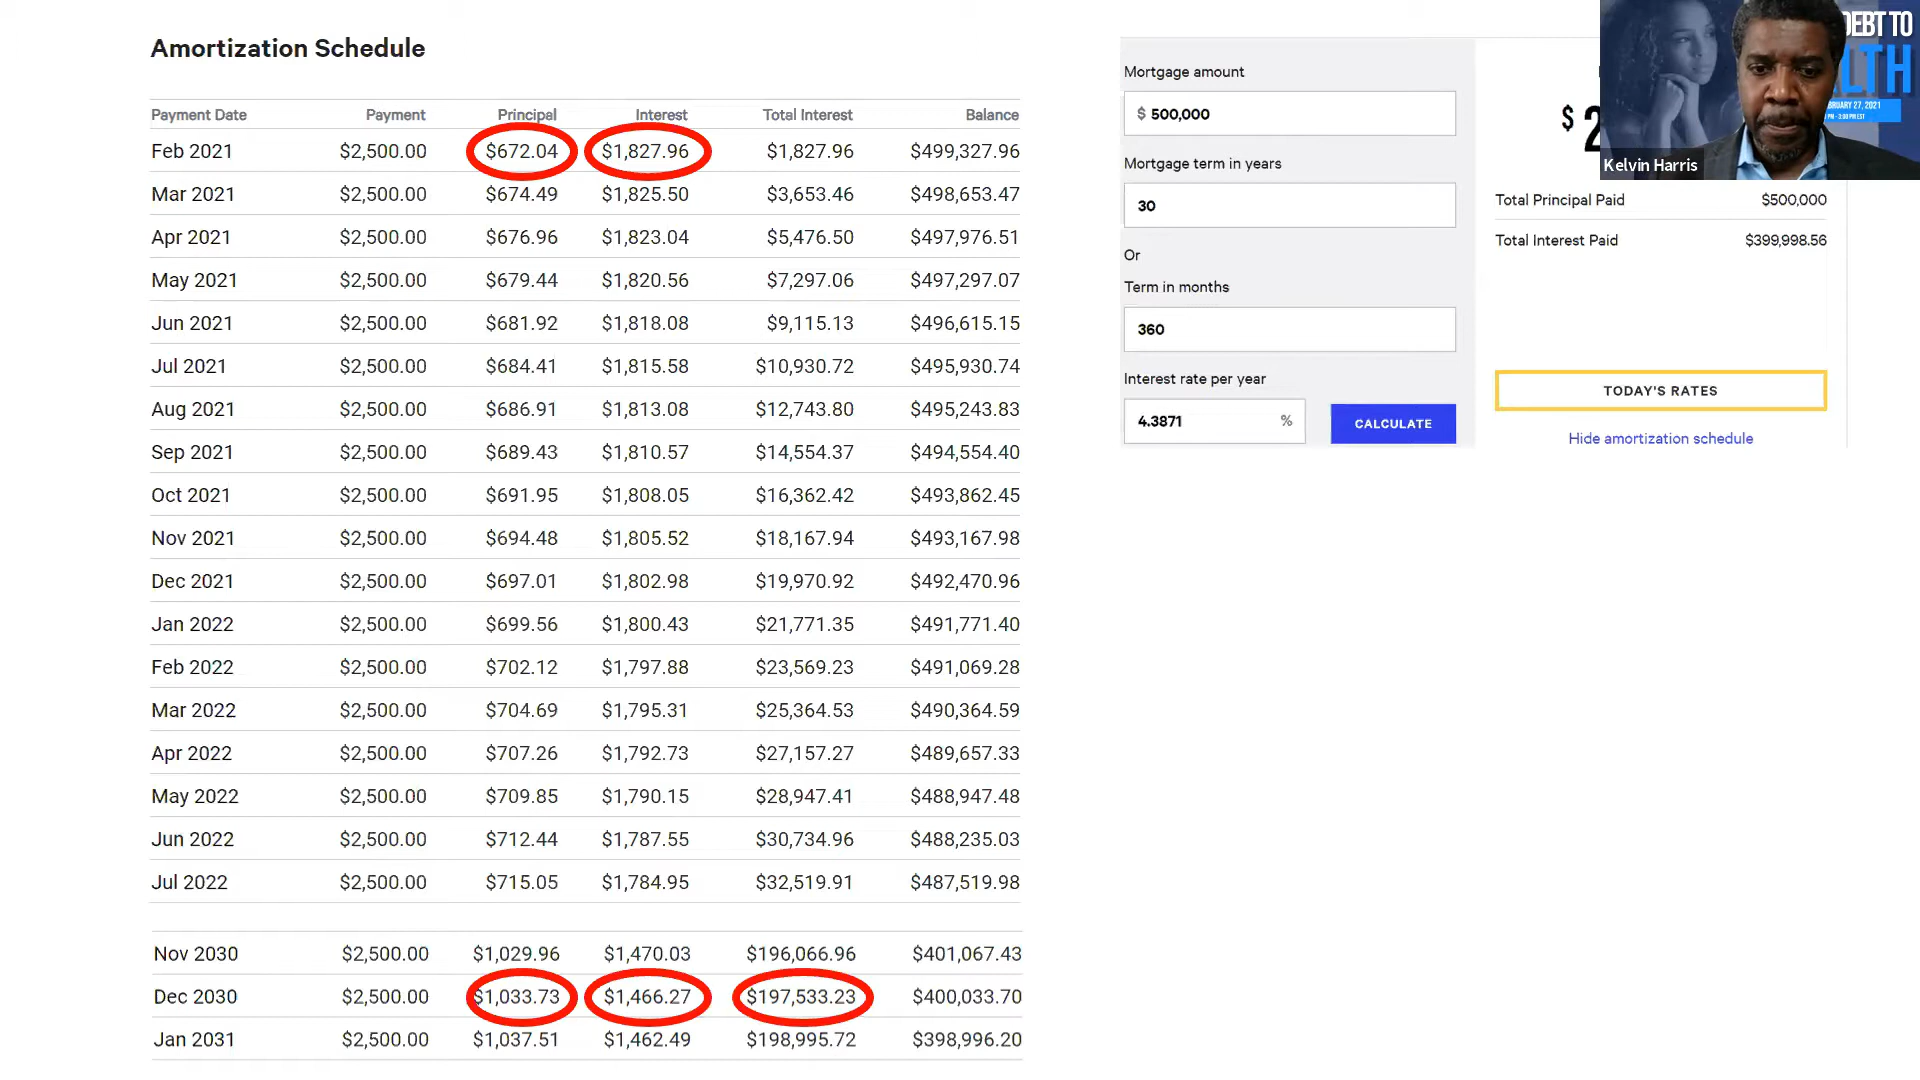 Amortization Schedule
Payment Date Payment Principal Interest Total Interest Balance
Feb 2021 $2,500.00 $672.04 $1,827.96 $1,827.96 $499,327.96
Mar 2021 $2,500.00 $674.49 $1,825.50 $3,653.46 $498,653.47
Apr 2021 $2,500.00 $676.96 $1,823.04 $5,476.50 $497,976.51
May 2021 $2,500.00 $679.44 $1,820.56 $7,297.06 $497,297.07
Jun 2021 $2,500.00 $681.92 $1,818.08 $9,115.13 $496,615.15
Jul 2021 $2,500.00 $684.41 $1,815.58 $10,930.72 $495,930.74
Aug 2021 $2,500.00 $686.91 $1,813.08 $12,743.80 $495,243.83
Sep 2021 $2,500.00 $689.43 $1,810.57 $14,554.37 $494,554.40
Oct 2021 $2,500.00 $691.95 $1,808.05 $16,362.42 $493,862.45
Nov 2021 $2,500.00 $694.48 $1,805.52 $18,167.94 $493,167.98
Dec 2021 $2,500.00 $697.01 $1,802.98 $19,970.92 $492,470.96
Jan 2022 $2,500.00 $699.56 $1,800.43 $21,771.35 $491,771.40
Feb 2022 $2,500.00 $702.12 $1,797.88 $23,569.23 $491,069.28
Mar 2022 $2,500.00 $704.69 $1,795.31 $25,364.53 $490,364.59
Apr 2022 $2,500.00 $707.26 $1,792.73 $27,157.27 $489,657.33
May 2022 $2,500.00 $709.85 $1,790.15 $28,947.41 $488,947.48
Jun 2022 $2,500.00 $712.44 $1,787.55 $30,734.96 $488,235.03
Jul 2022 $2,500.00 $715.05 $1,784.95 $32,519.91 $487,519.98
Nov 2030 $2,500.00 $1,029.96 $1,470.03 $196,066.96 $401,067.43
Dec 2030 $2,500.00 $1,033.73 $1,466.27 $197,533.23 $400,033.70
Jan 2031 $2,500.00 $1,037.51 $1,462.49 $198,995.72 $398,996.20
Mortgage amount
$ 500,000
Mortgage term in years
30
Or
Term in months
360
Interest rate per year
4.3871 %
CALCULATE
$ 2
Total Principal Paid $500,000
Total Interest Paid $399,998.56
TODAY'S RATES
Hide amortization schedule
DEBT TO
LTH
27, 2021
PM - 3:00 PM EST
Kelvin Harris